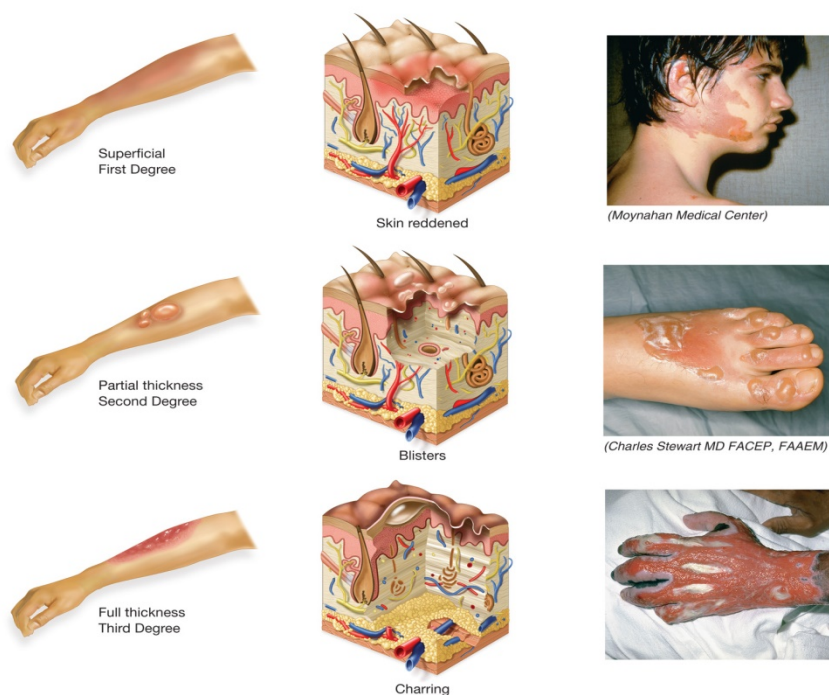 Superficial
First Degree
Skin reddened
(Moynahan Medical Center)
Partial thickness
Second Degree
Blisters
(Charles Stewart MD FACEP, FAAEM)
Full thickness
Third Degree
Charring